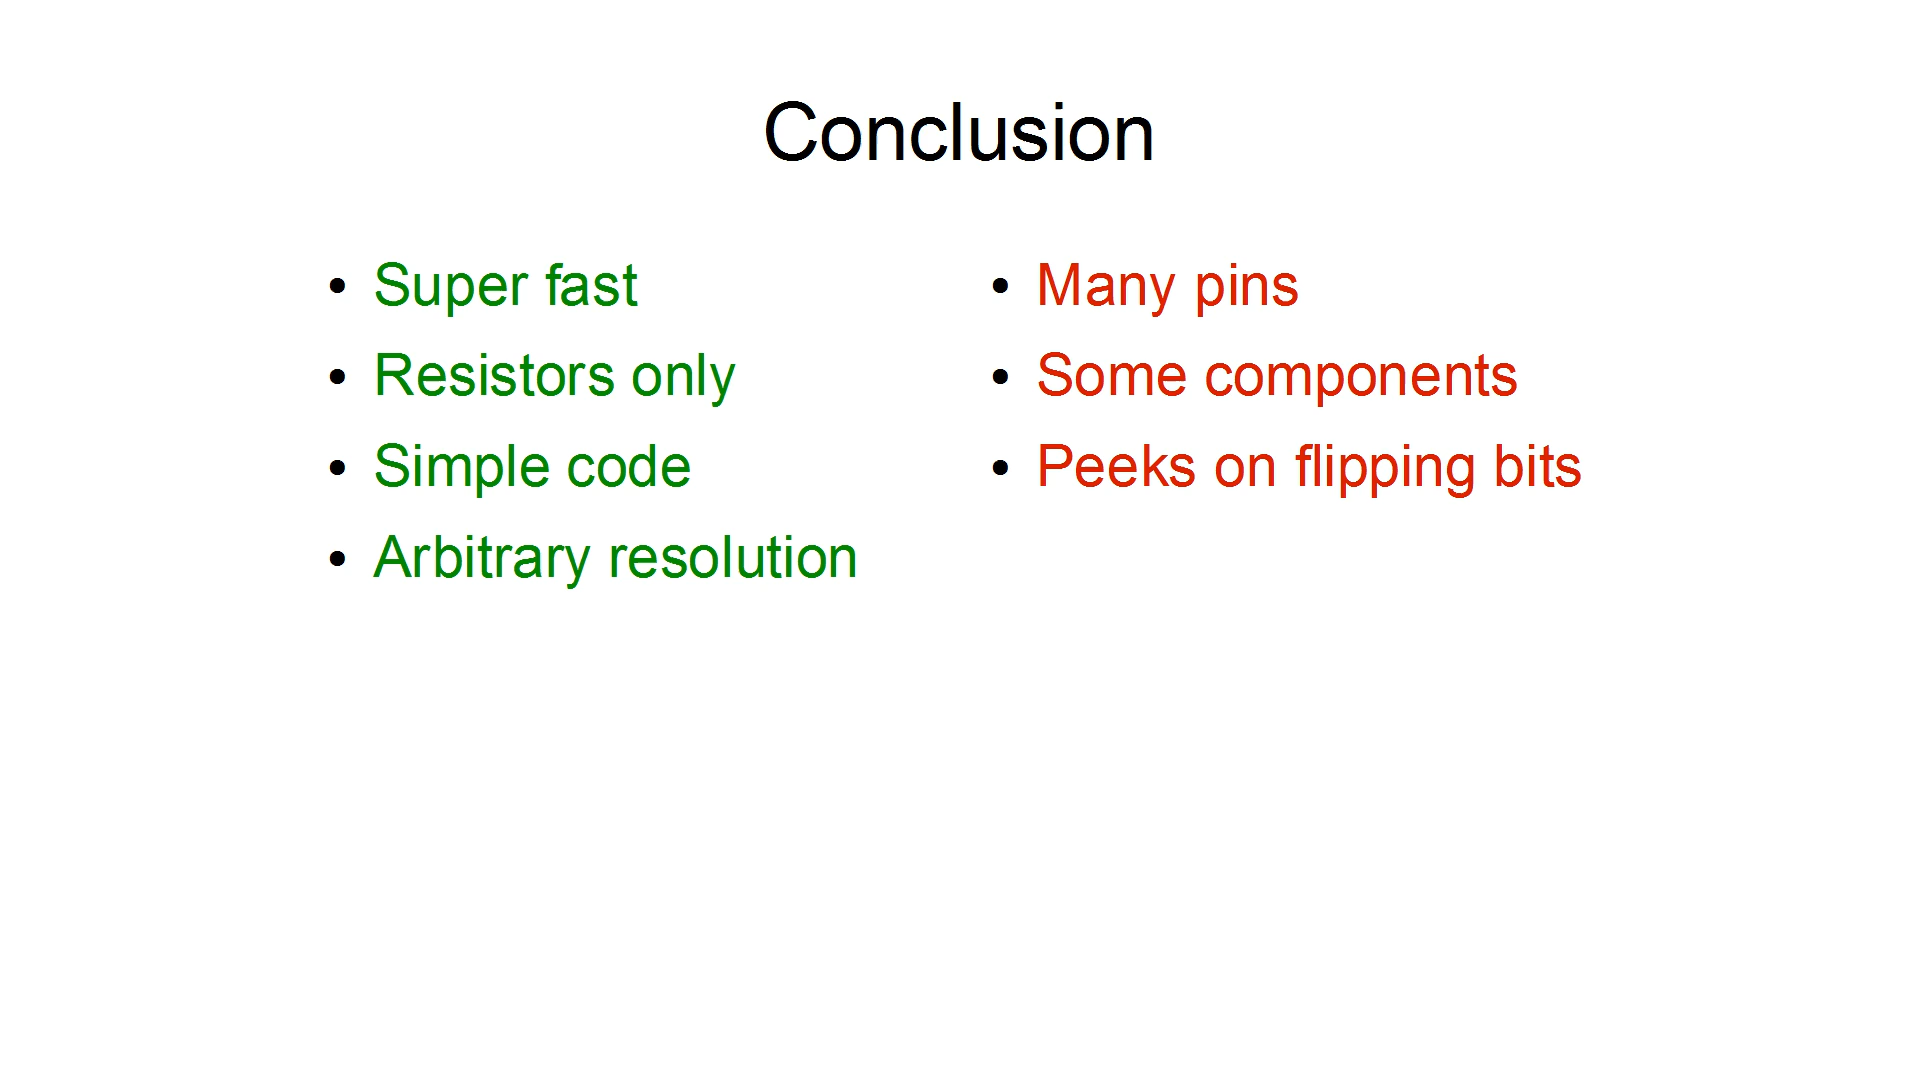 Conclusion
• Super fast
• Resistors only
• Simple code
• Arbitrary resolution
• Many pins
• Some components
• Peeks on flipping bits